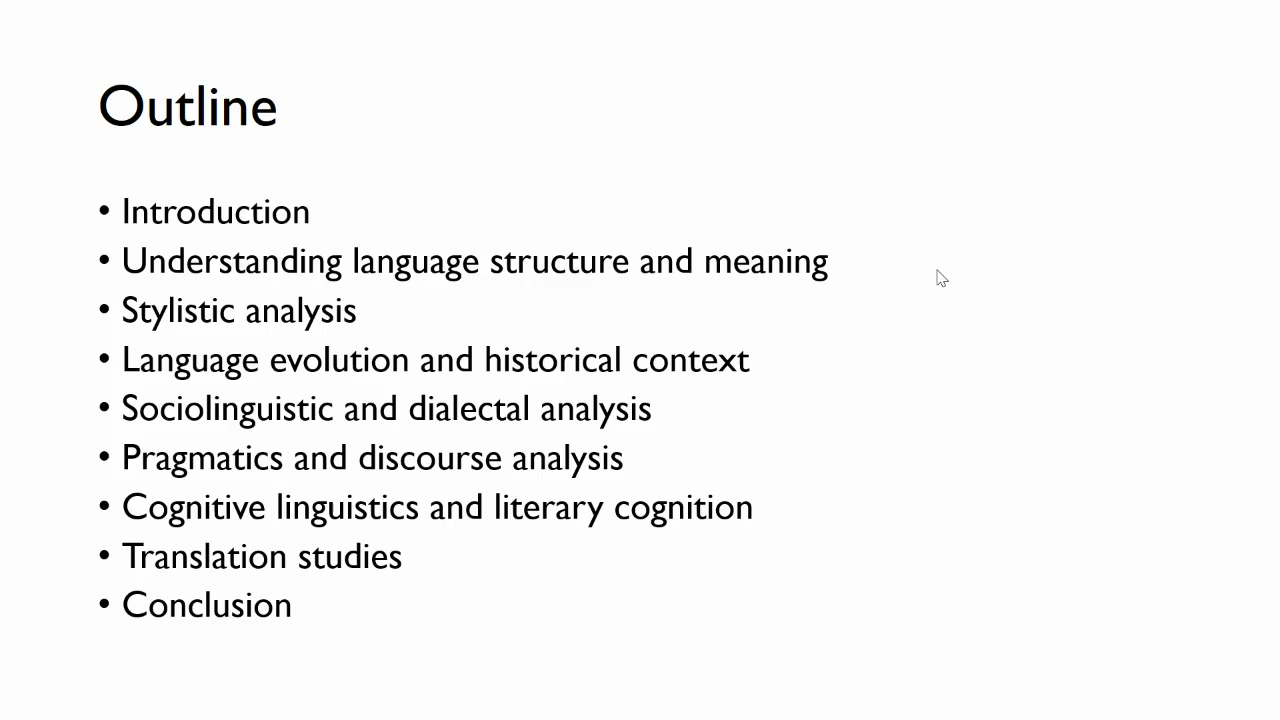 Outline
• Introduction
• Understanding language structure and meaning
• Stylistic analysis
• Language evolution and historical context
• Sociolinguistic and dialectal analysis
• Pragmatics and discourse analysis
• Cognitive linguistics and literary cognition
• Translation studies
• Conclusion